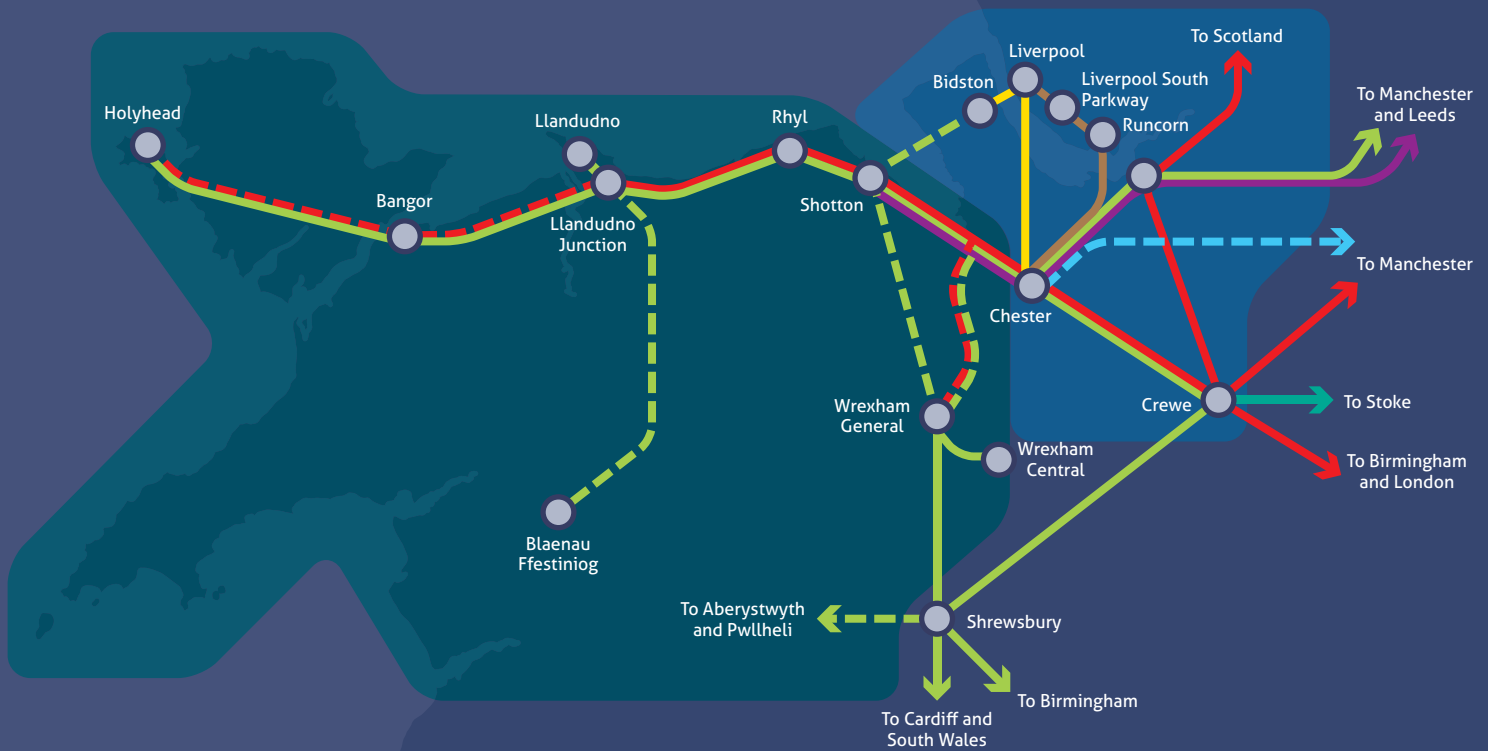 Holyhead
Bangor
Llandudno
Llandudno
Junction
Rhyl
Shotton
Bidston
Liverpool
Liverpool South
Parkway
Runcorn
To Scotland
To Manchester
and Leeds
To Manchester
Chester
Crewe
To Stoke
To Birmingham
and London
Wrexham
General
Wrexham
Central
Blaenau
Ffestiniog
To Aberystwyth
and Pwllheli
Shrewsbury
To Birmingham
To Cardiff and
South Wales